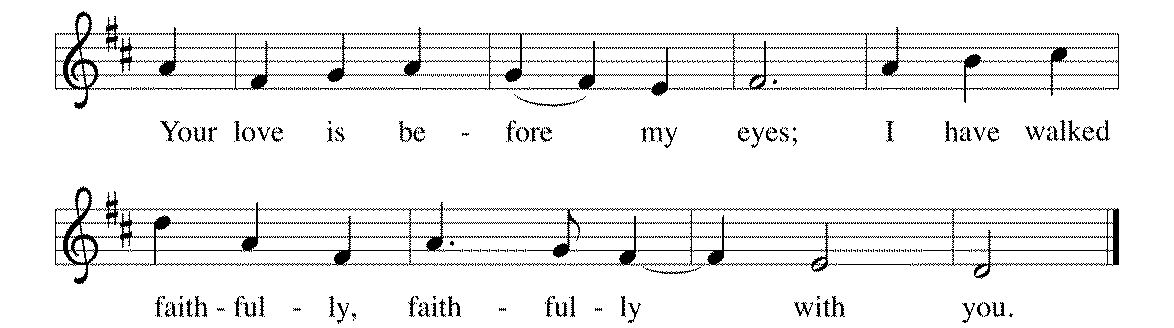 Your love is be - fore my eyes; I have walked
faith - ful - ly, faith - ful - ly with you.